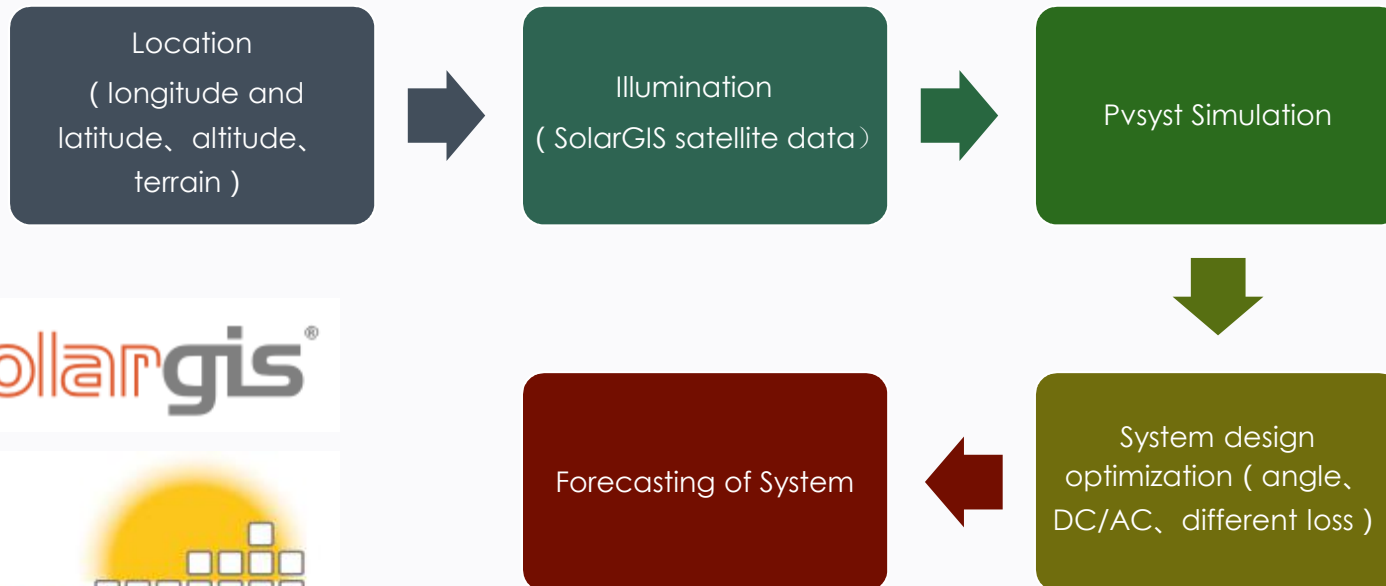 Location
( longitude and
latitude、altitude、
terrain )
Illumination
( SolarGIS satellite data）
Pvsyst Simulation
olargis®
Forecasting of System
System design
optimization ( angle、
DC/AC、different loss )